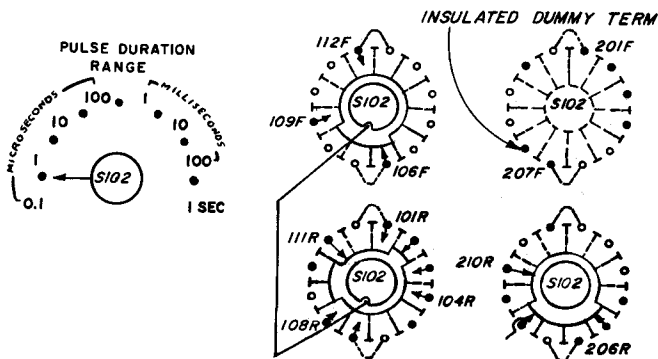 PULSE DURATION
RANGE
MICROSECONDS
MILLISECONDS
100
1
10
10
1
100
0.1
1 SEC
S102
INSULATED DUMMY TERM
112F
S102
109F
106F
201F
S102
207F
101R
111R
S102
104R
108R
210R
S102
206R